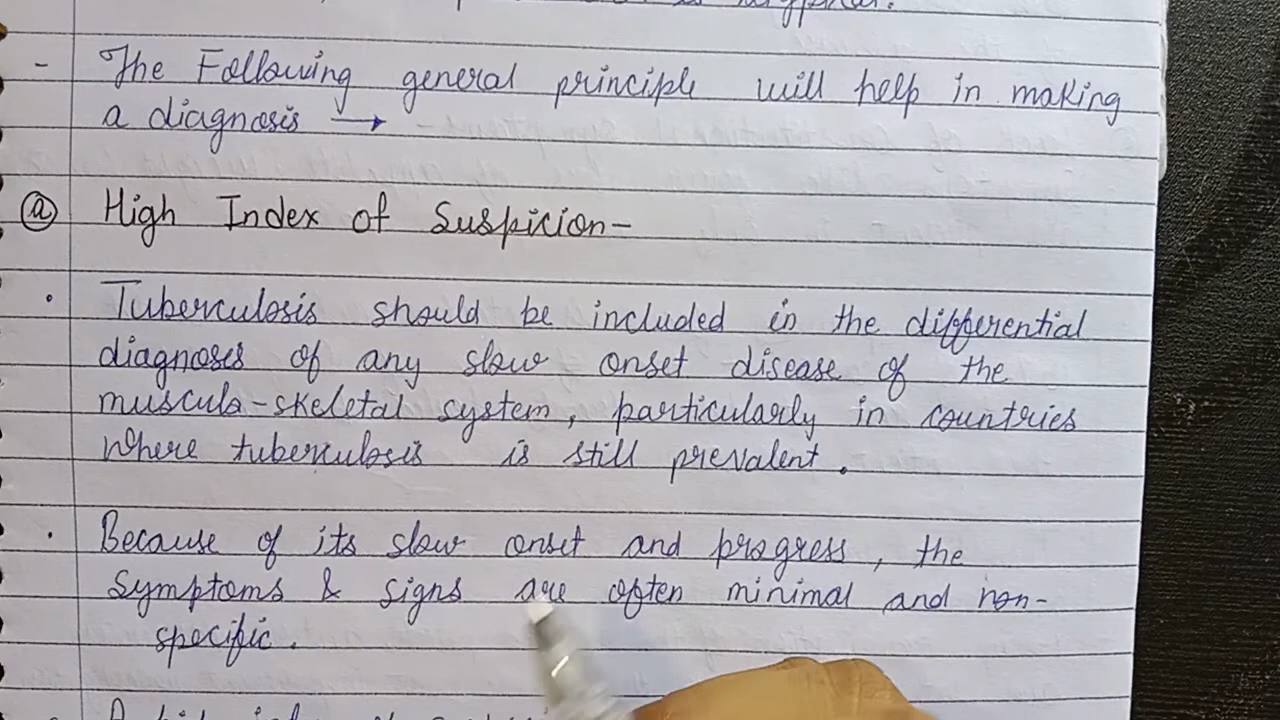 - The Following general principle will help in making
a diagnosis →
ⓐ High Index of Suspicion-
• Tuberculosis should be included in the differential
diagnosis of any slow onset disease of the
musculo-skeletal system, particularly in countries
where tuberculosis is still prevalent.
• Because of its slow onset and progress, the
symptoms & signs are often minimal and non-
specific.